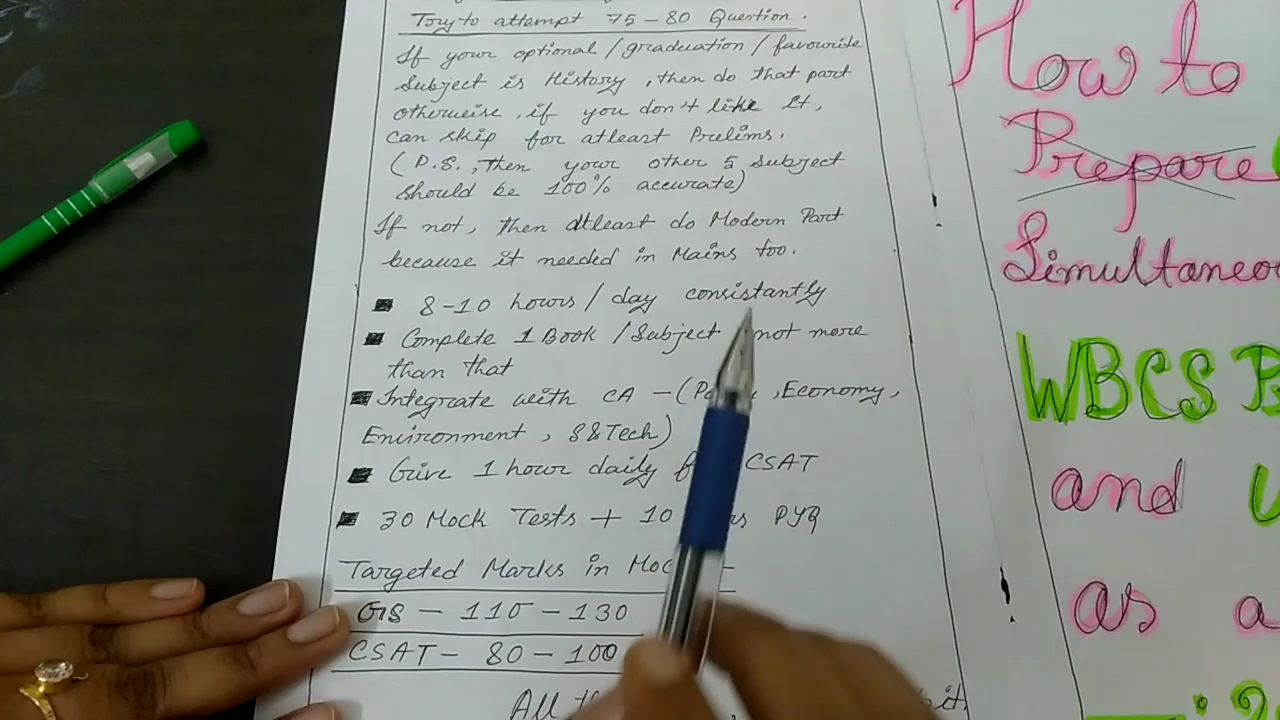 Try to attempt 75-80 Question.
If your optional/graduation/favourite
Subject is History, then do that part
otherwise, if you don't like it,
can skip for atleast Prelims.
(P.S., then your other 5 subject
should be 100% accurate)
If not, then atleast do Modern Part
because it needed in Mains too.
8-10 hours/day consistantly
Complete 1 Book/Subject not more
than that
Integrate with CA - ( , Economy,
Environment, S&Tech)
Give 1 hour daily CSAT
30 Mock Tests + 10 PYQ
Targeted Marks in
GS - 110-130
CSAT - 80-100
All
How to
Prepare
WBCS
and
as a